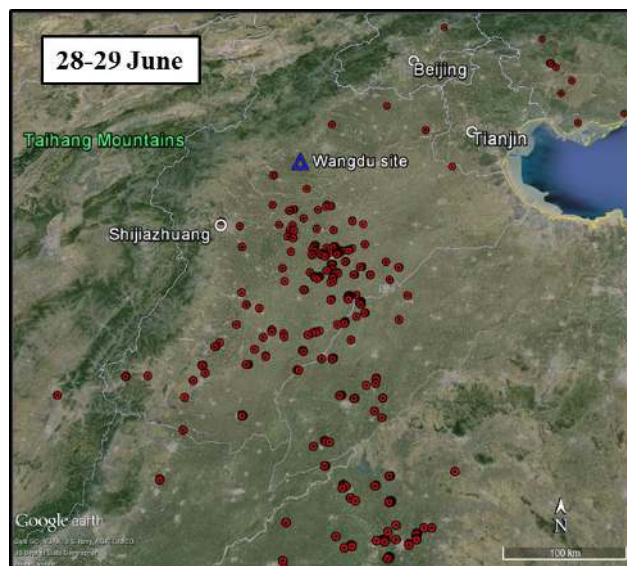 28-29 June
Beijing
Taihang Mountains
Tianjin
Wangdu site
Shijiazhuang
N
Google earth
100 km